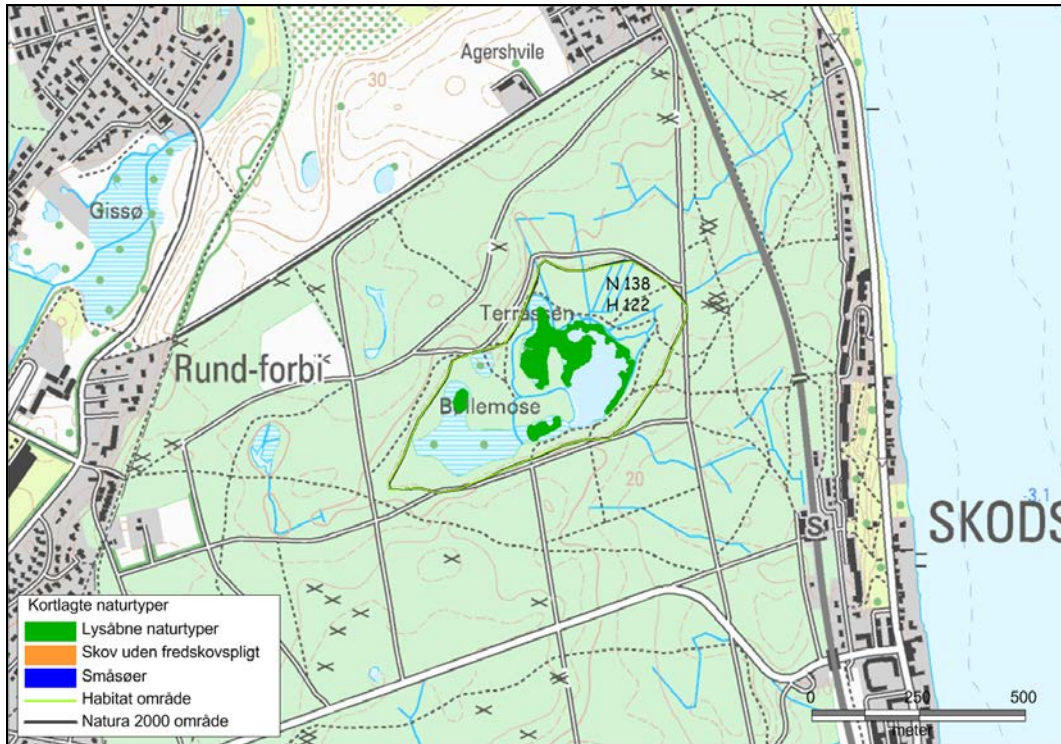 Agershvile
30
Gissø
N 138
H 122
Terrassen
Rund-forbi
Bøllemose
20
-3,1
SKODS
S
Kortlagte naturtyper
Lysåbne naturtyper
Skov uden fredskovspligt
Småsøer
Habitat område
Natura 2000 område
0 250 500
meter